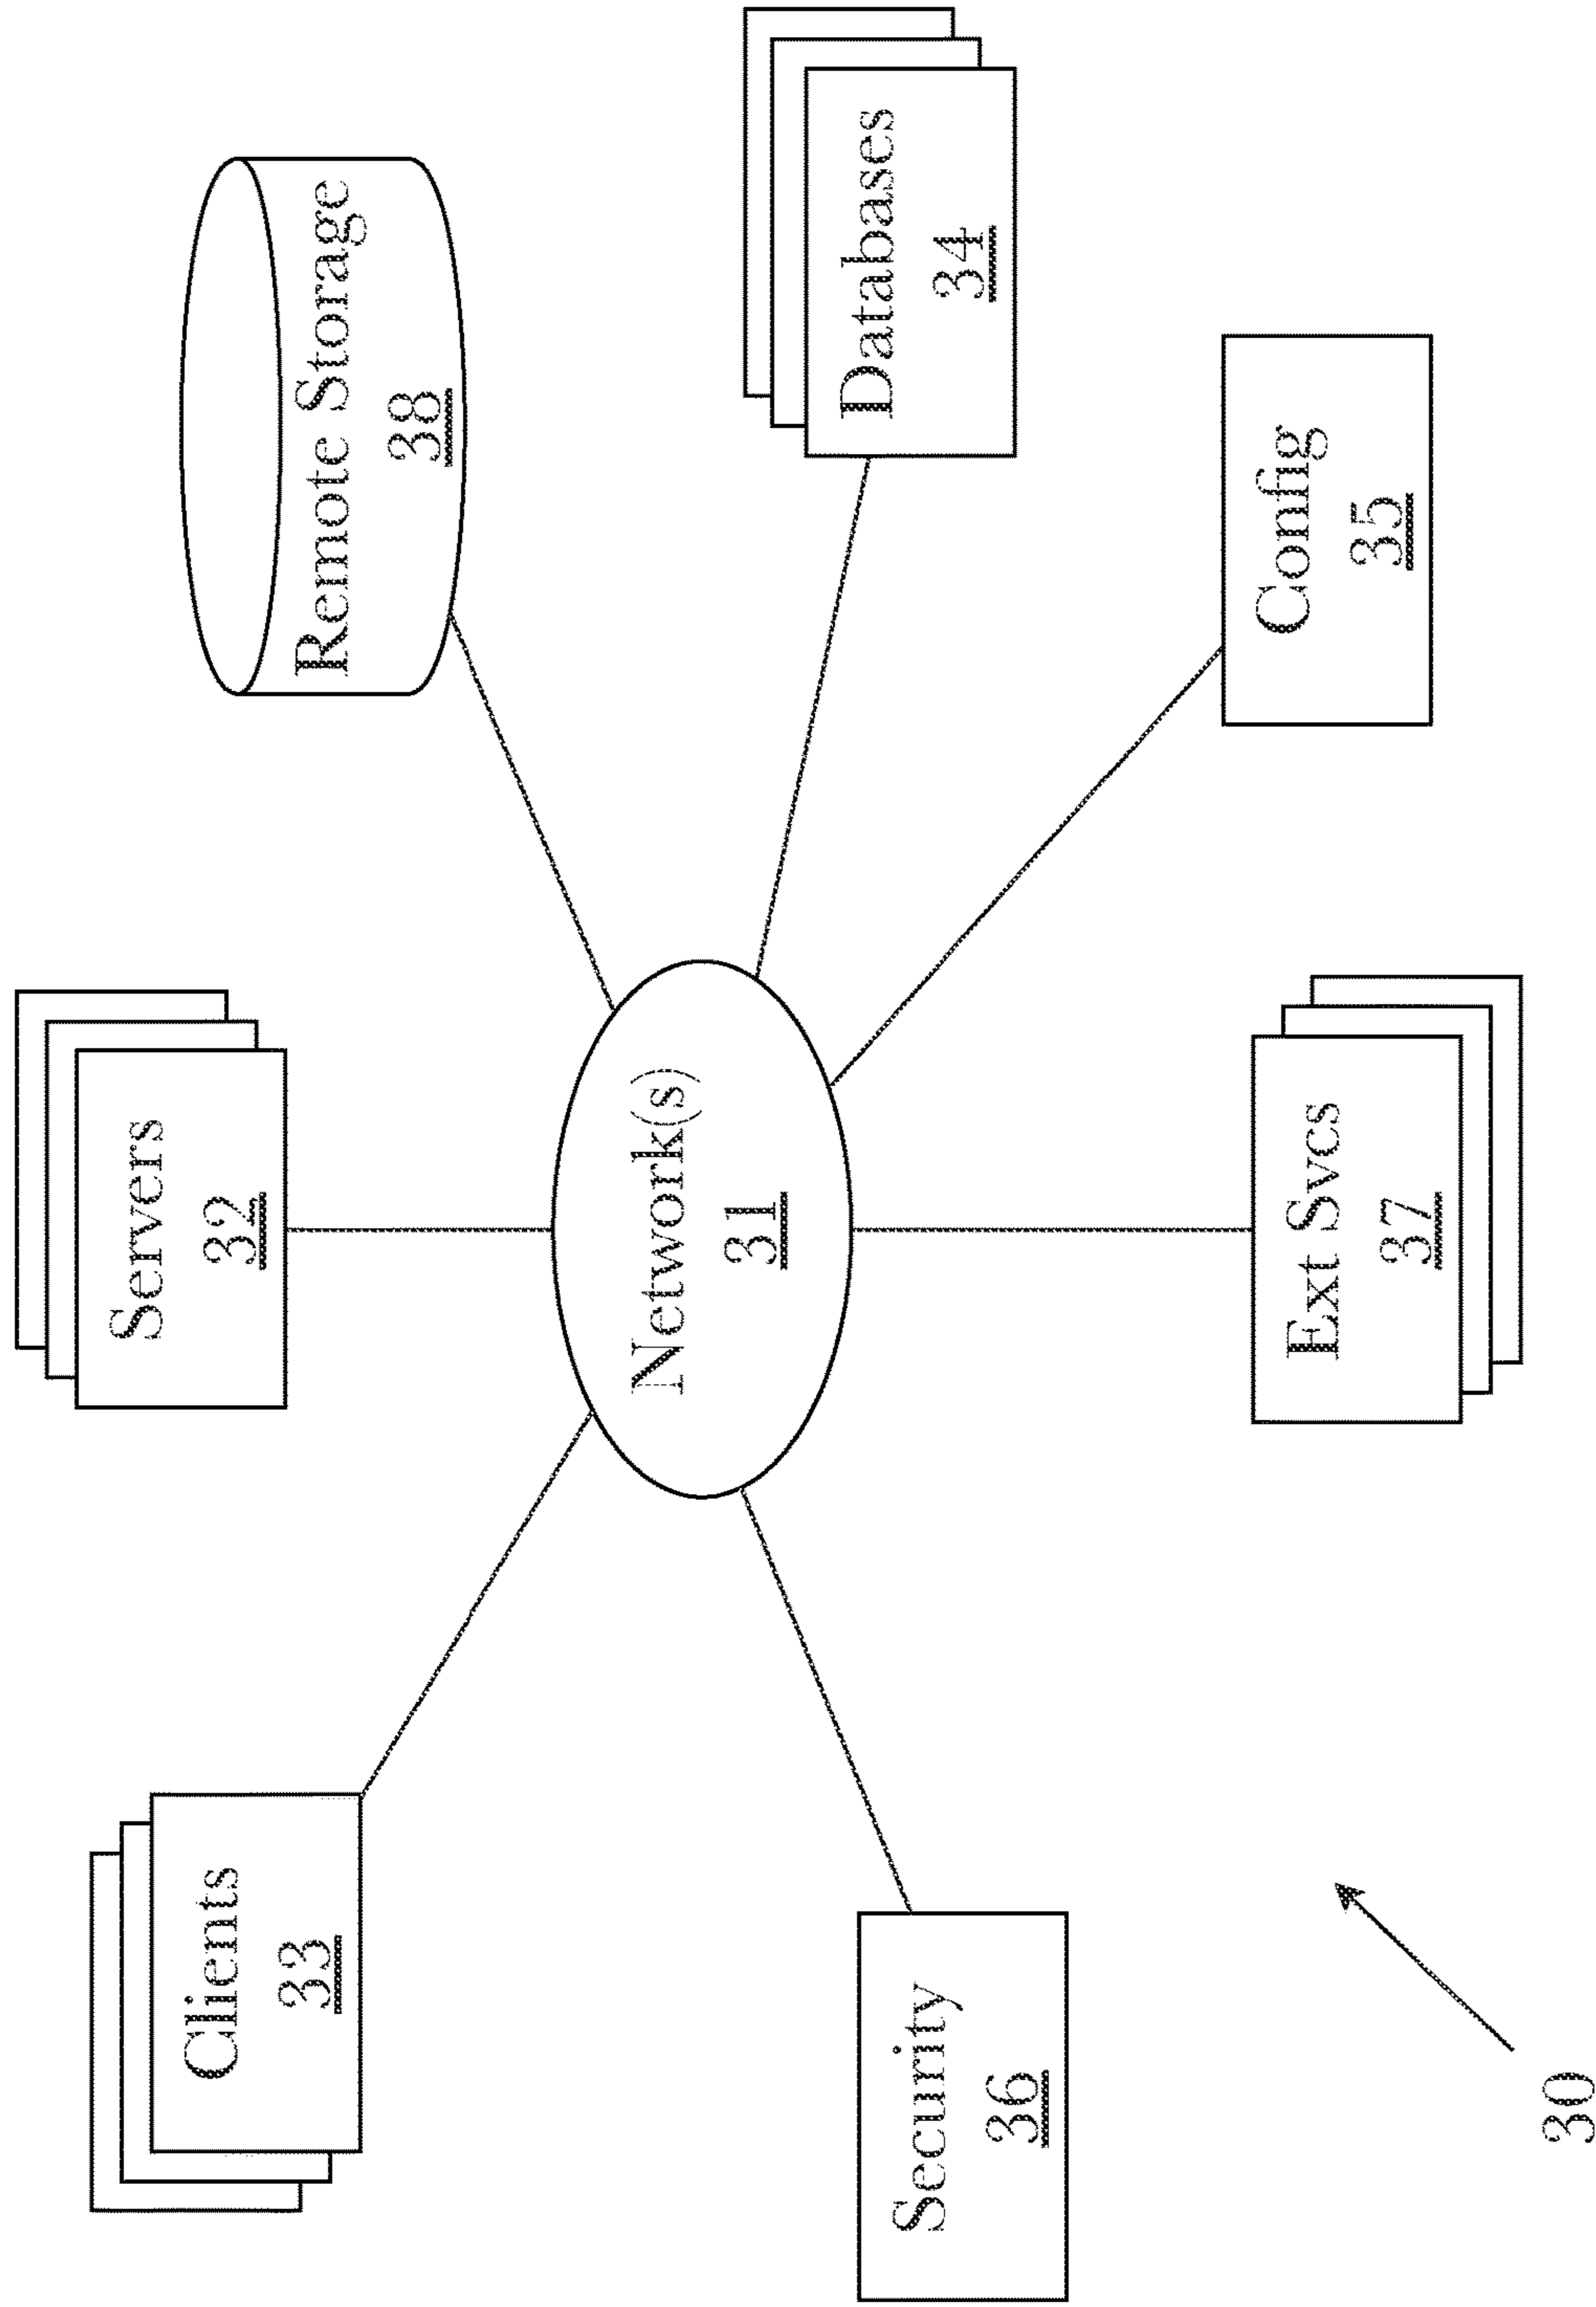 Servers
32
Clients
33
Remote Storage
38
Network(s)
31
Databases
34
Security
36
Ext Svcs
37
Config
35
30